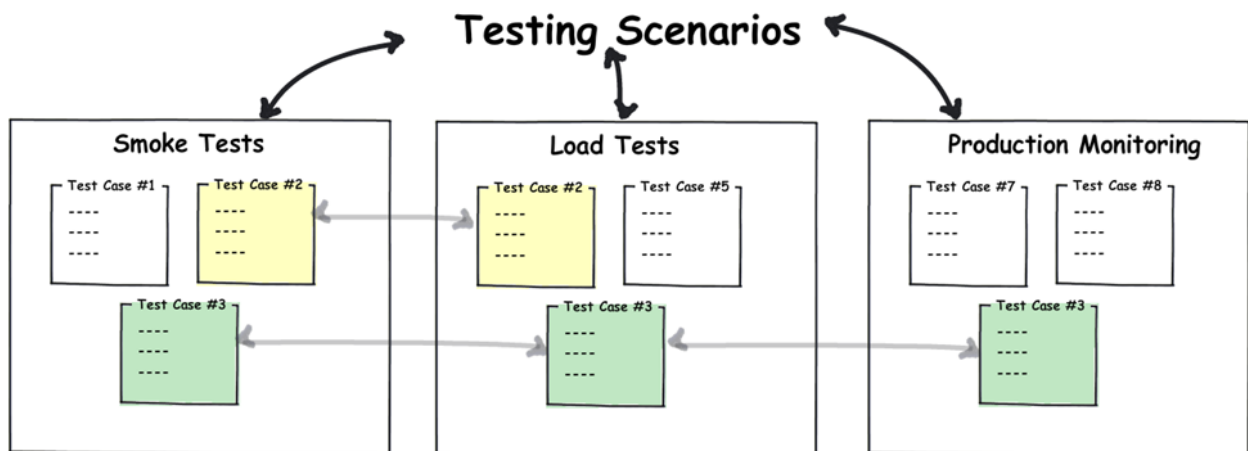 Testing Scenarios
Smoke Tests
Test Case #1
----
----
----
Test Case #2
----
----
----
Test Case #3
----
----
----
Load Tests
Test Case #2
----
----
----
Test Case #5
----
----
----
Test Case #3
----
----
----
Production Monitoring
Test Case #7
----
----
----
Test Case #8
----
----
----
Test Case #3
----
----
----